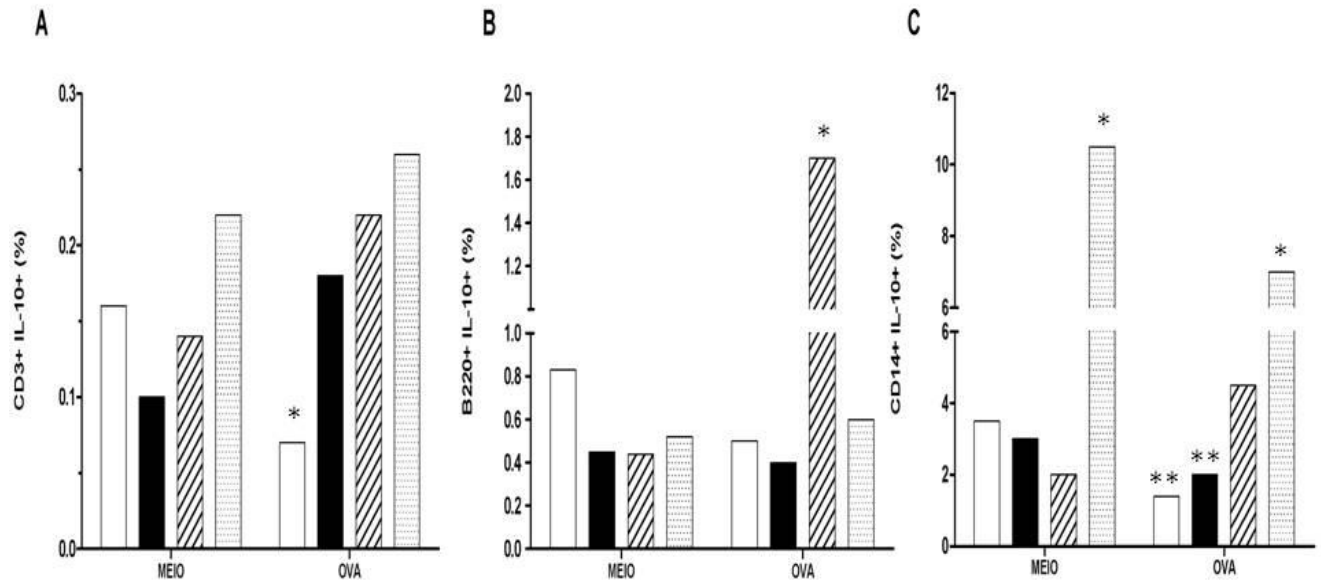 A
B
C
CD3+ IL-10+ (%)
0.3
0.2
0.1
0.0
*
MEIO
OVA
B220+ IL-10+ (%)
2.0
1.8
1.6
1.4
1.2
1.0
0.8
0.6
0.4
0.2
0.0
*
MEIO
OVA
CD14+ IL-10+ (%)
12
10
8
6
6
4
2
0
*
*
**
**
MEIO
OVA